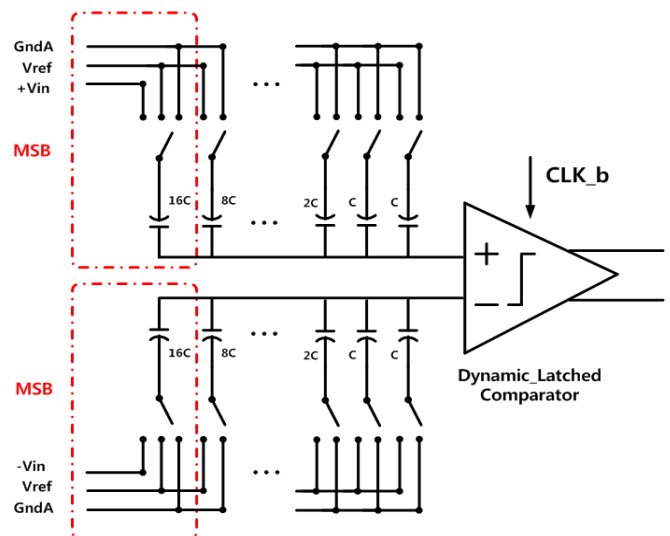 GndA
Vref
+Vin
MSB
16C
8C
2C
C
C
CLK_b
Dynamic_Latched
Comparator
16C
8C
2C
C
C
MSB
-Vin
Vref
GndA